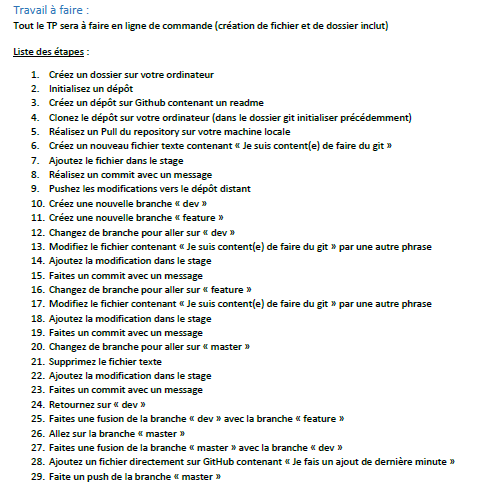 Travail à faire :
Tout le TP sera à faire en ligne de commande (création de fichier et de dossier inclut)
Liste des étapes :
1. Créez un dossier sur votre ordinateur
2. Initialisez un dépôt
3. Créez un dépôt sur Github contenant un readme
4. Clonez le dépôt sur votre ordinateur (dans le dossier git initialiser précédemment)
5. Réalisez un Pull du repository sur votre machine locale
6. Créez un nouveau fichier texte contenant « Je suis content(e) de faire du git »
7. Ajoutez le fichier dans le stage
8. Réalisez un commit avec un message
9. Pushez les modifications vers le dépôt distant
10. Créez une nouvelle branche « dev »
11. Créez une nouvelle branche « feature »
12. Changez de branche pour aller sur « dev »
13. Modifiez le fichier contenant « Je suis content(e) de faire du git » par une autre phrase
14. Ajoutez la modification dans le stage
15. Faites un commit avec un message
16. Changez de branche pour aller sur « feature »
17. Modifiez le fichier contenant « Je suis content(e) de faire du git » par une autre phrase
18. Ajoutez la modification dans le stage
19. Faites un commit avec un message
20. Changez de branche pour aller sur « master »
21. Supprimez le fichier texte
22. Ajoutez la modification dans le stage
23. Faites un commit avec un message
24. Retournez sur « dev »
25. Faites une fusion de la branche « dev » avec la branche « feature »
26. Allez sur la branche « master »
27. Faites une fusion de la branche « master » avec la branche « dev »
28. Ajoutez un fichier directement sur GitHub contenant « Je fais un ajout de dernière minute »
29. Faite un push de la branche « master »